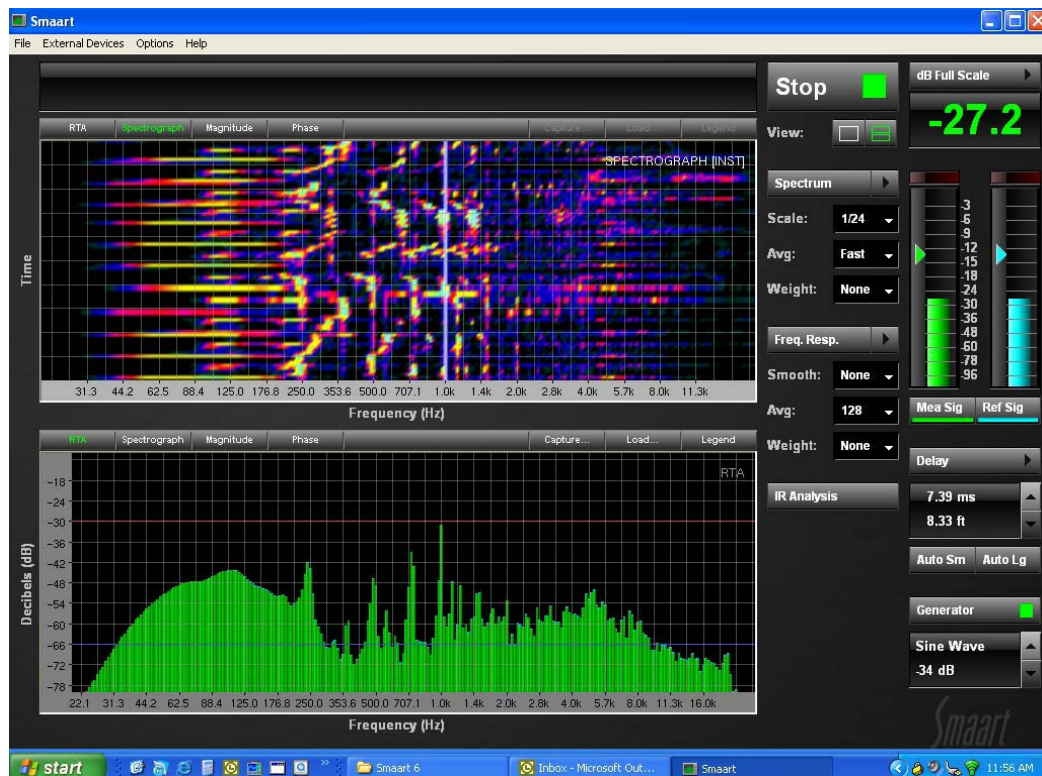 Smaart
File External Devices Options Help
RTA Spectrograph Magnitude Phase Capture... Load... Legend
SPECTROGRAPH [INST]
Time
31.3 44.2 62.5 88.4 125.0 176.8 250.0 353.6 500.0 707.1 1.0k 1.4k 2.0k 2.8k 4.0k 5.7k 8.0k 11.3k
Frequency (Hz)
RTA Spectrograph Magnitude Phase Capture... Load... Legend
RTA
Decibels (dB)
-18
-24
-30
-36
-42
-48
-54
-60
-66
-72
-78
22.1 31.3 44.2 62.5 88.4 125.0 176.8 250.0 353.6 500.0 707.1 1.0k 1.4k 2.0k 2.8k 4.0k 5.7k 8.0k 11.3k 16.0k
Frequency (Hz)
Stop
View:
Spectrum
Scale: 1/24
Avg: Fast
Weight: None
Freq. Resp.
Smooth: None
Avg: 128
Weight: None
IR Analysis
dB Full Scale
-27.2
-3
-6
-9
-12
-15
-18
-24
-30
-36
-48
-60
-78
-96
Mea Sig Ref Sig
Delay
7.39 ms
8.33 ft
Auto Sm Auto Lg
Generator
Sine Wave
-34 dB
Smaart
start Smaart 6 Inbox - Microsoft Out... Smaart 11:56 AM